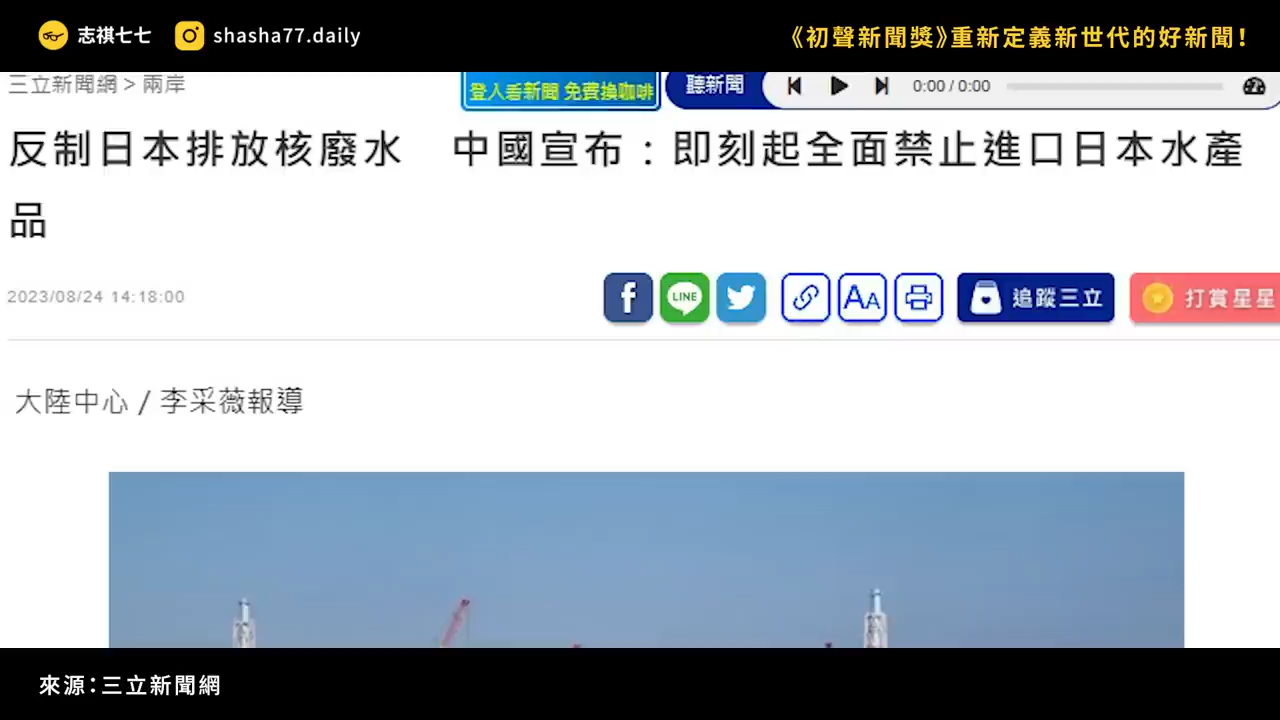 志祺七七 shasha77.daily
《初聲新聞獎》重新定義新世代的好新聞！
三立新聞網 > 兩岸
登入看新聞 免費換咖啡
聽新聞
0:00 / 0:00
反制日本排放核廢水　中國宣布：即刻起全面禁止進口日本水產
品
2023/08/24 14:18:00
LINE
AA
追蹤三立
打賞星星
大陸中心 / 李采薇報導
來源：三立新聞網